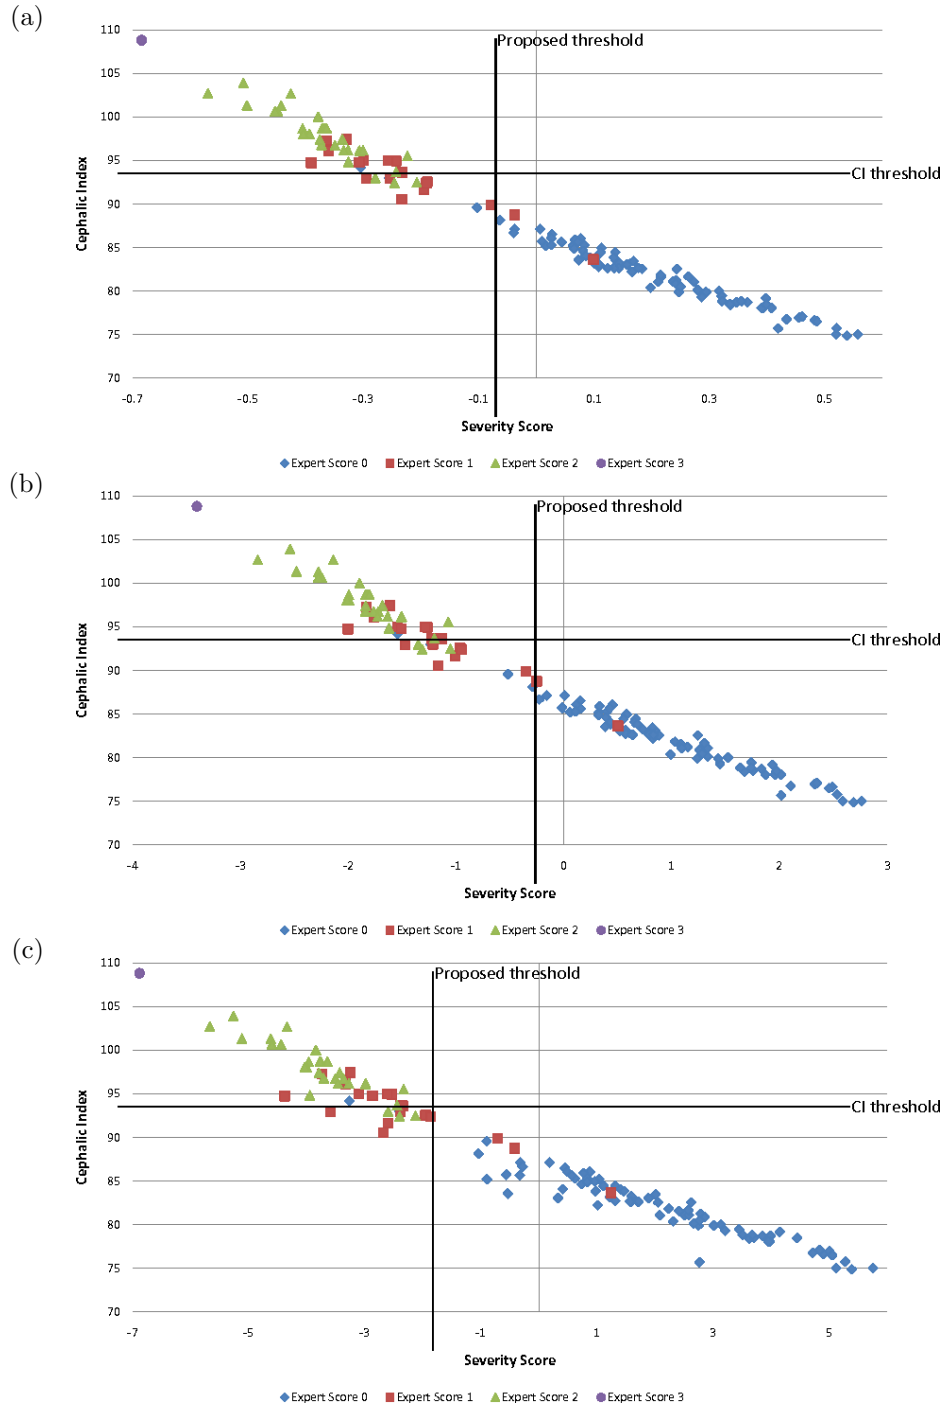 (a)
110
Proposed threshold
105
100
95
CI threshold
90
85
80
75
70
Cephalic Index
-0.7 -0.5 -0.3 -0.1 0.1 0.3 0.5
Severity Score
Expert Score 0 Expert Score 1 Expert Score 2 Expert Score 3
(b)
110
Proposed threshold
105
100
95
CI threshold
90
85
80
75
70
Cephalic Index
-4 -3 -2 -1 0 1 2 3
Severity Score
Expert Score 0 Expert Score 1 Expert Score 2 Expert Score 3
(c)
110
Proposed threshold
105
100
95
CI threshold
90
85
80
75
70
Cephalic Index
-7 -5 -3 -1 1 3 5
Severity Score
Expert Score 0 Expert Score 1 Expert Score 2 Expert Score 3